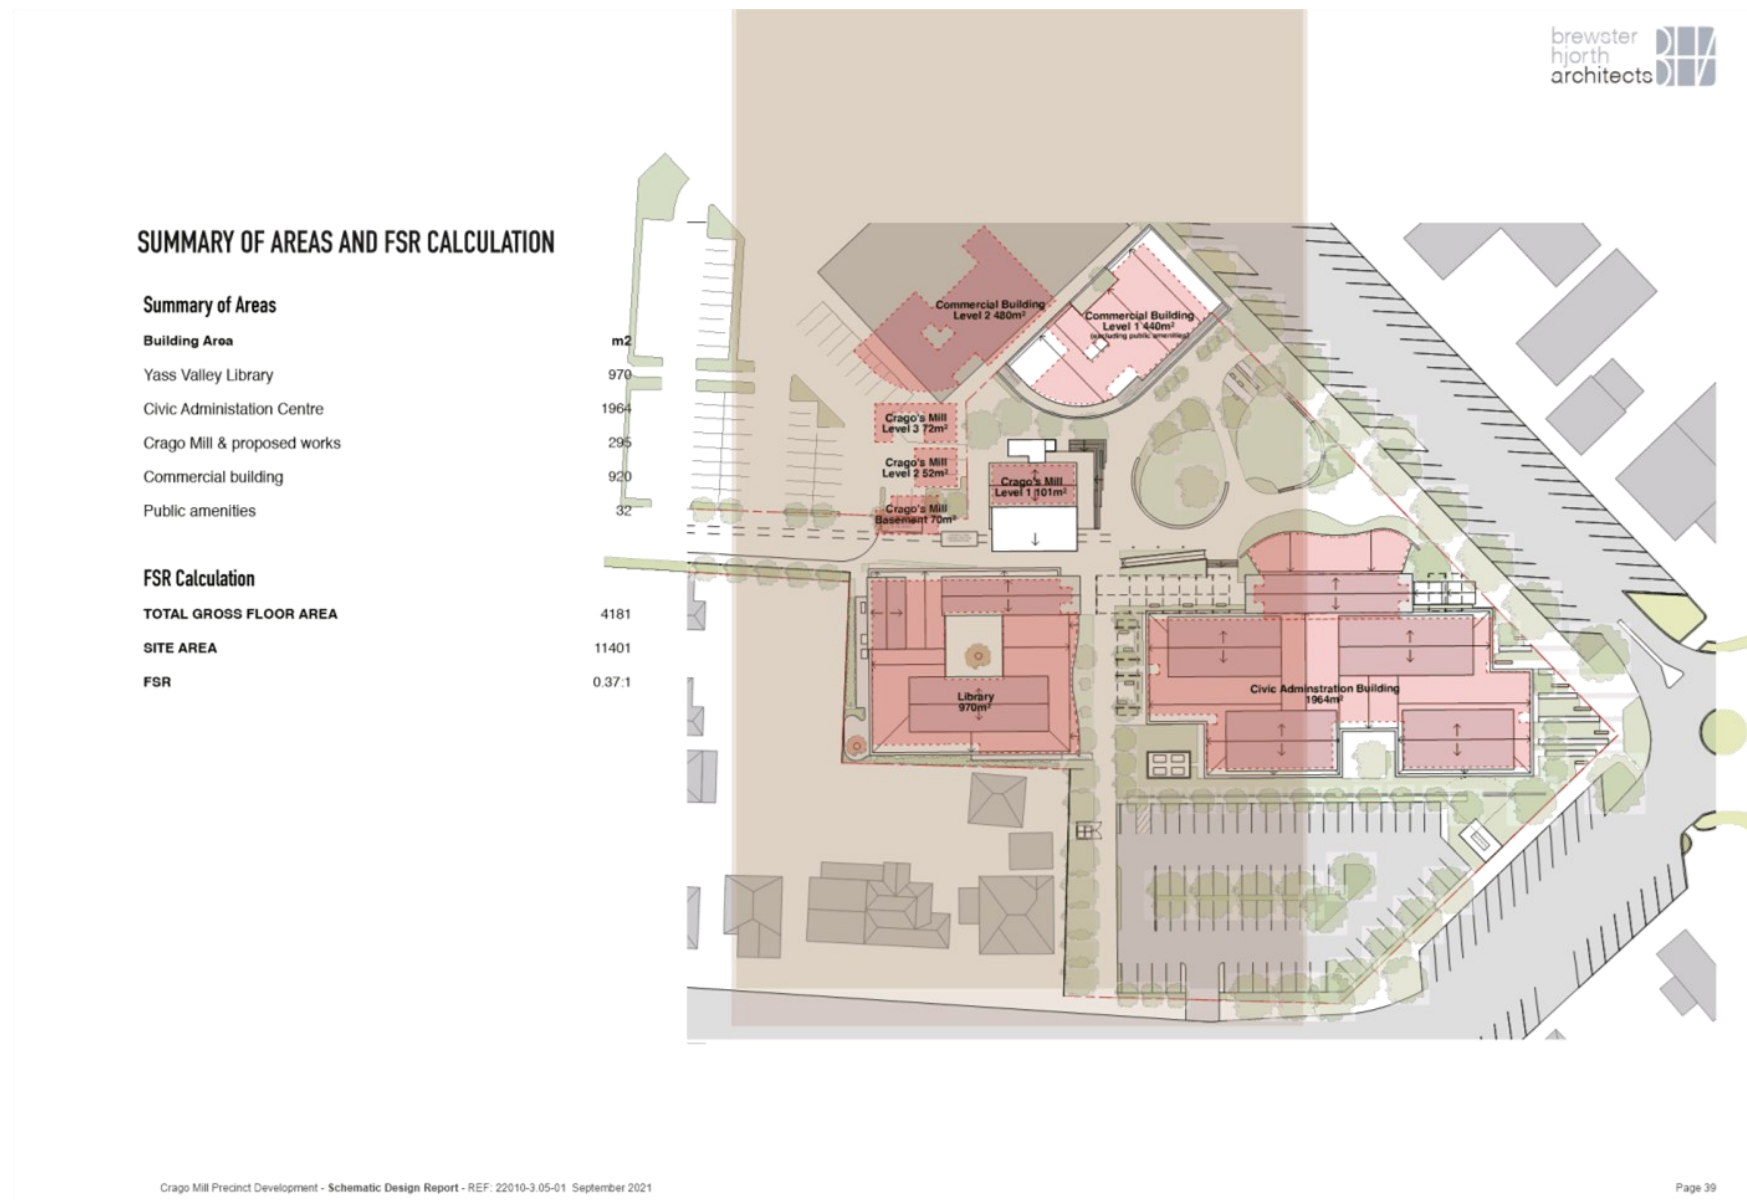 brewster
hjorth
architects
SUMMARY OF AREAS AND FSR CALCULATION
Summary of Areas
Building Area m2
Yass Valley Library 970
Civic Administation Centre 1964
Crago Mill & proposed works 295
Commercial building 920
Public amenities 32
FSR Calculation
TOTAL GROSS FLOOR AREA 4181
SITE AREA 11401
FSR 0.37:1
Commercial Building
Level 2 480m²
Commercial Building
Level 1 440m²
(excluding public amenities)
Crago's Mill
Level 3 72m²
Crago's Mill
Level 2 52m²
Crago's Mill
Level 1 101m²
Crago's Mill
Basement 70m²
Library
970m²
Civic Adminstration Building
1964m²
Crago Mill Precinct Development - Schematic Design Report - REF: 22010-3.05-01 September 2021
Page 39